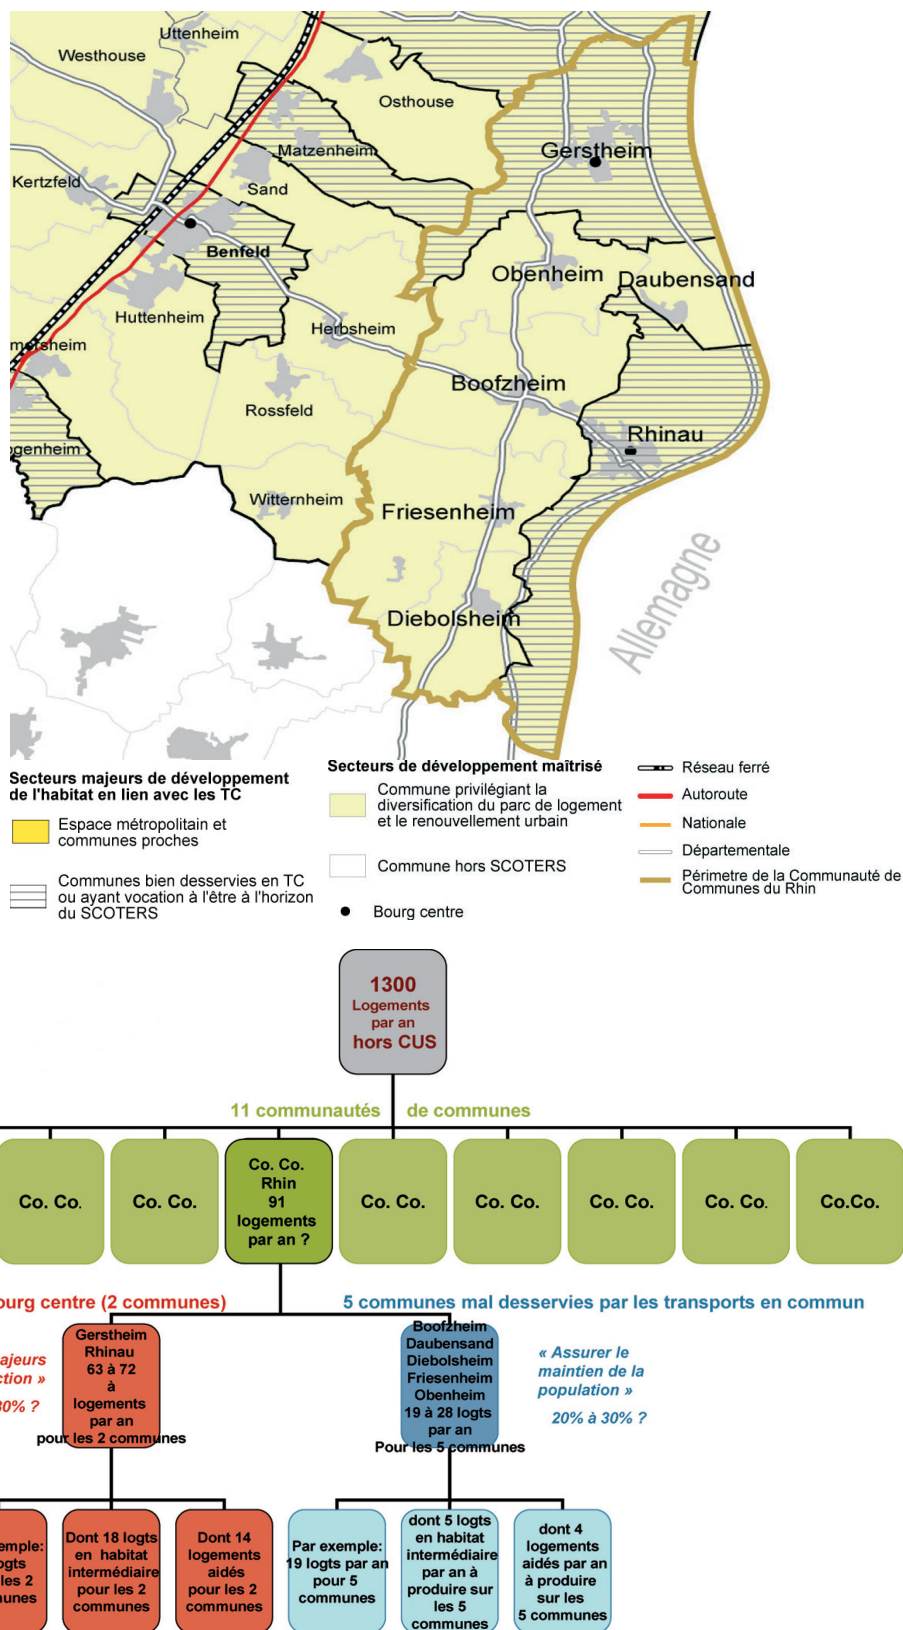 Uttenheim
Westhouse
Osthouse
Matzenheim
Gerstheim
Kertzfeld
Sand
Benfeld
Obenheim
Daubensand
Huttenheim
Herbsheim
mersheim
Boofzheim
Rossfeld
Rhinau
ogenheim
Witternheim
Friesenheim
Diebolsheim
Allemagne
Secteurs majeurs de développement
de l'habitat en lien avec les TC
Espace métropolitain et
communes proches
Communes bien desservies en TC
ou ayant vocation à l'être à l'horizon
du SCOTERS
Secteurs de développement maîtrisé
Commune privilégiant la
diversification du parc de logement
et le renouvellement urbain
Commune hors SCOTERS
Bourg centre
Réseau ferré
Autoroute
Nationale
Départementale
Périmetre de la Communauté de
Communes du Rhin
1300
Logements
par an
hors CUS
11 communautés de communes
Co. Co.
Co. Co.
Co. Co.
Rhin
91
logements
par an ?
Co. Co.
Co. Co.
Co. Co.
Co. Co.
Co.Co.
ourg centre (2 communes)
5 communes mal desservies par les transports en commun
ajeurs
ction »
80% ?
Gerstheim
Rhinau
63 à 72
à
logements
par an
pour les 2 communes
Boofzheim
Daubensand
Diebolsheim
Friesenheim
Obenheim
19 à 28 logts
par an
Pour les 5 communes
« Assurer le
maintien de la
population »
20% à 30% ?
emple:
ogts
les 2
munes
Dont 18 logts
en habitat
intermédiaire
pour les 2
communes
Dont 14
logements
aidés
pour les 2
communes
Par exemple:
19 logts par an
pour 5
communes
dont 5 logts
en habitat
intermédiaire
par an à
produire sur
les 5
communes
dont 4
logements
aidés par an
à produire
sur les
5 communes